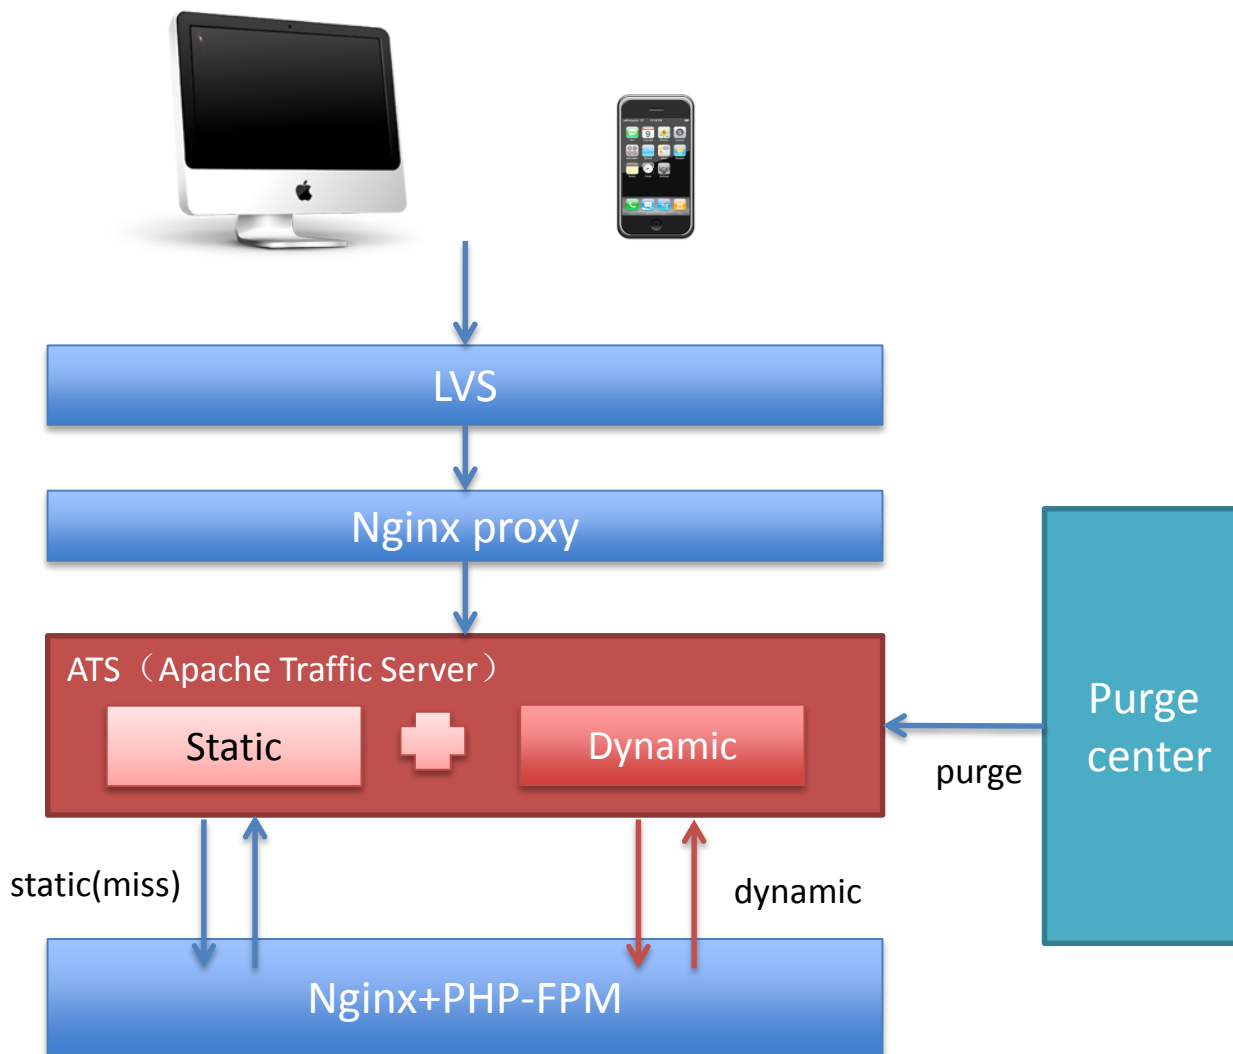 LVS
Nginx proxy
ATS（Apache Traffic Server）
Static
Dynamic
Purge
center
purge
static(miss)
dynamic
Nginx+PHP-FPM